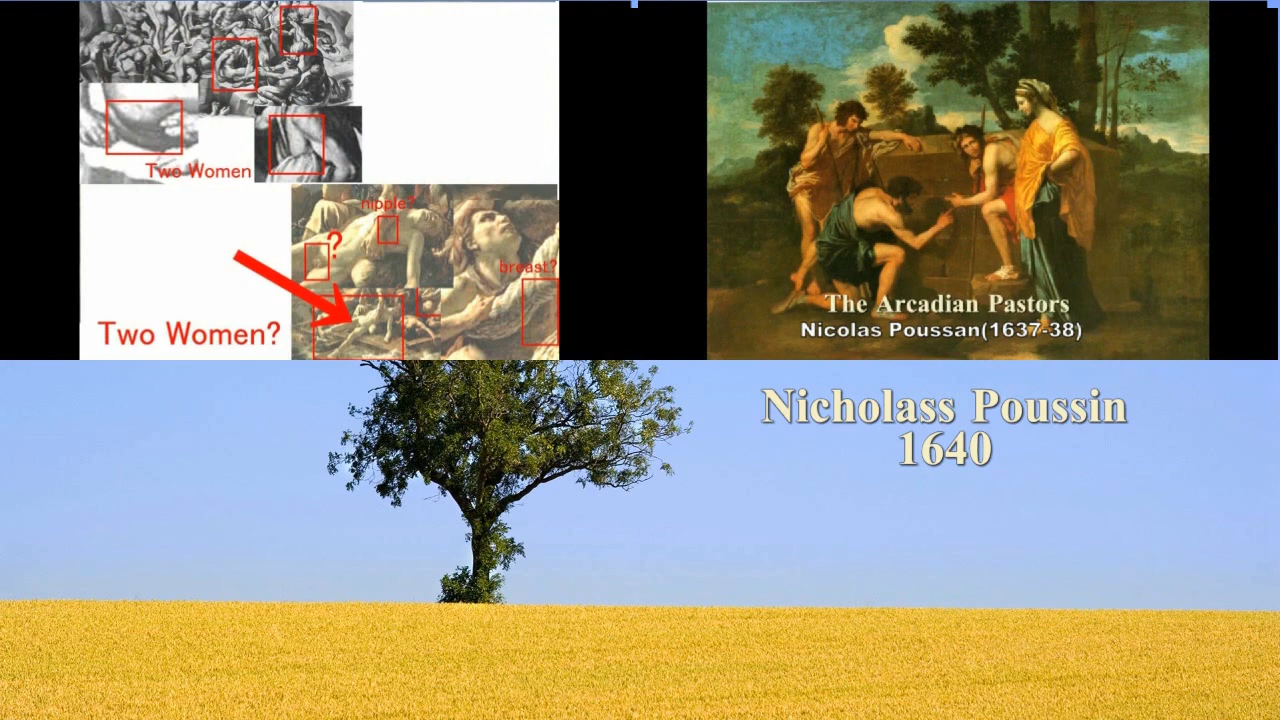 Two Women
nipple?
?
breast?
Two Women?
The Arcadian Pastors
Nicolas Poussan(1637-38)
Nicholass Poussin
1640